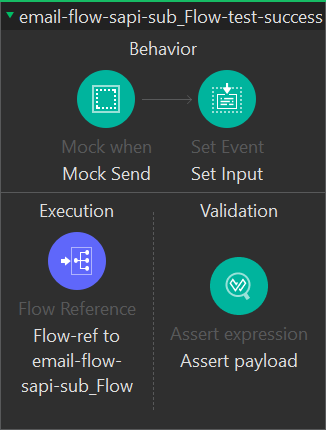 email-flow-sapi-sub_Flow-test-success
Behavior
Mock when
Mock Send
Set Event
Set Input
Execution
Flow Reference
Flow-ref to
email-flow-
sapi-sub_Flow
Validation
Assert expression
Assert payload